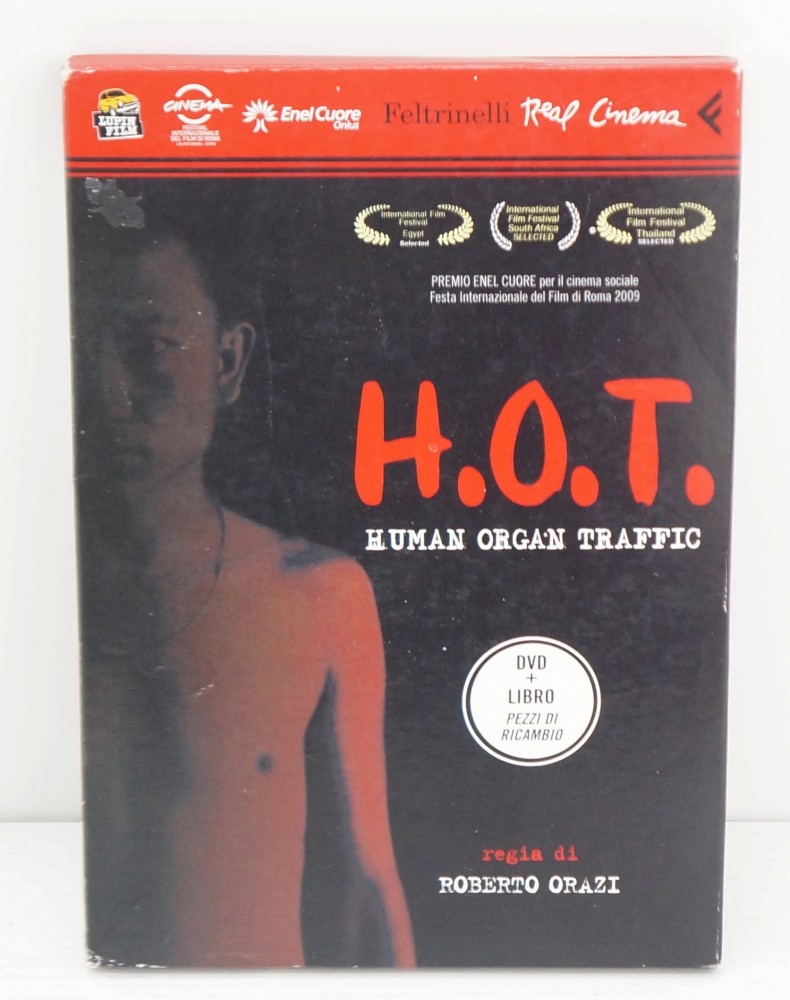 LUPIN FILM
CINEMA
FESTIVAL
INTERNAZIONALE
DEL FILM DI ROMA
Enel Cuore
Onlus
Feltrinelli
Real Cinema
International Film
Festival
Egypt
Selected
International
Film Festival
South Africa
SELECTED
International
Film Festival
Thailand
SELECTED
PREMIO ENEL CUORE per il cinema sociale
Festa Internazionale del Film di Roma 2009
H.O.T.
HUMAN ORGAN TRAFFIC
DVD
+
LIBRO
PEZZI DI
RICAMBIO
regia di
ROBERTO ORAZI